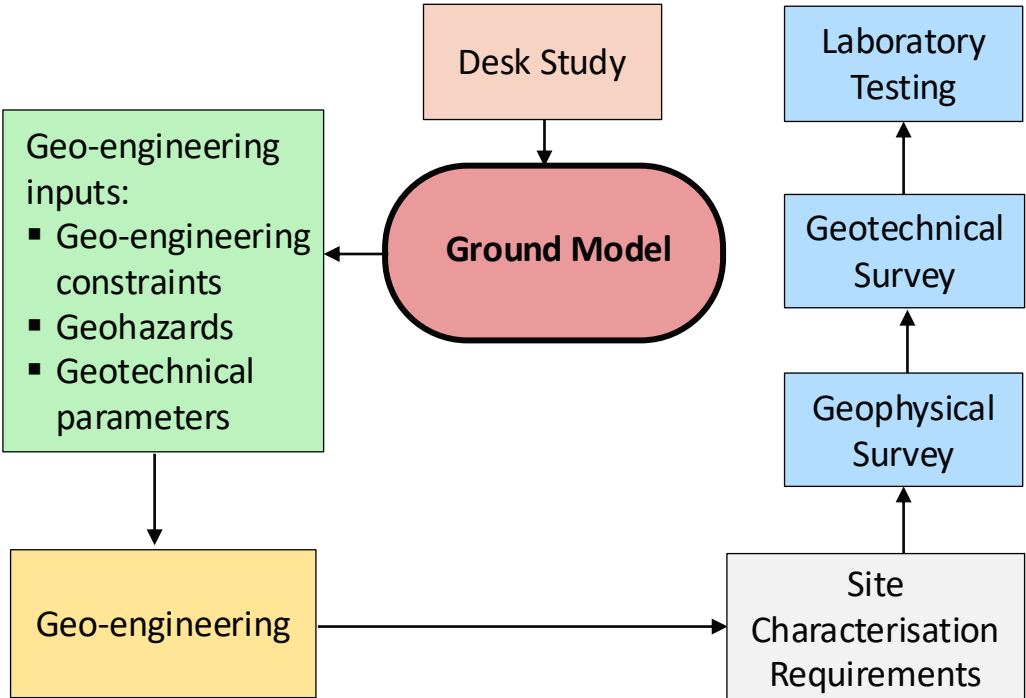 Desk Study
Ground Model
Geo-engineering
inputs:
▪ Geo-engineering
constraints
▪ Geohazards
▪ Geotechnical
parameters
Geo-engineering
Site
Characterisation
Requirements
Geophysical
Survey
Geotechnical
Survey
Laboratory
Testing